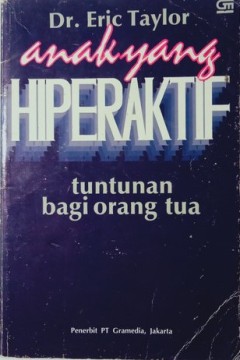 Dr. Eric Taylor
anak yang
HIPERAKTIF
tuntunan
bagi orang tua
Penerbit PT Gramedia, Jakarta